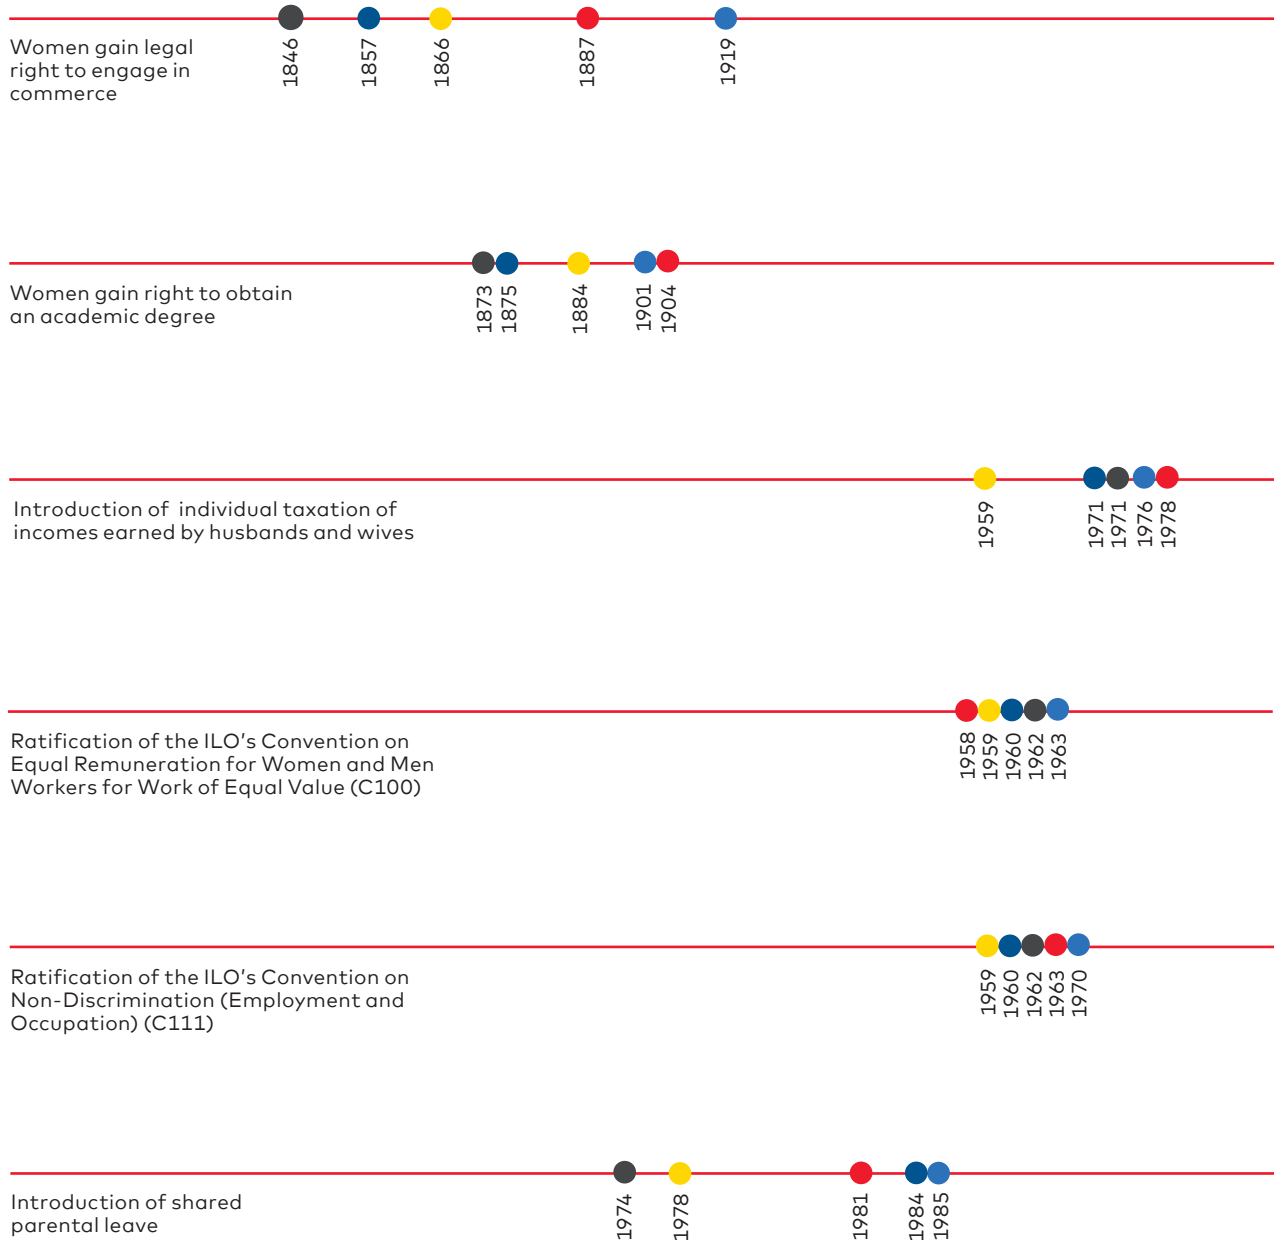 1846
1857
1866
1887
1919
Women gain legal
right to engage in
commerce
1873
1875
1884
1901
1904
Women gain right to obtain
an academic degree
1959
1971
1971
1976
1978
Introduction of individual taxation of
incomes earned by husbands and wives
1958
1959
1960
1962
1963
Ratification of the ILO's Convention on
Equal Remuneration for Women and Men
Workers for Work of Equal Value (C100)
1959
1960
1962
1963
1970
Ratification of the ILO's Convention on
Non-Discrimination (Employment and
Occupation) (C111)
1974
1978
1981
1984
1985
Introduction of shared
parental leave